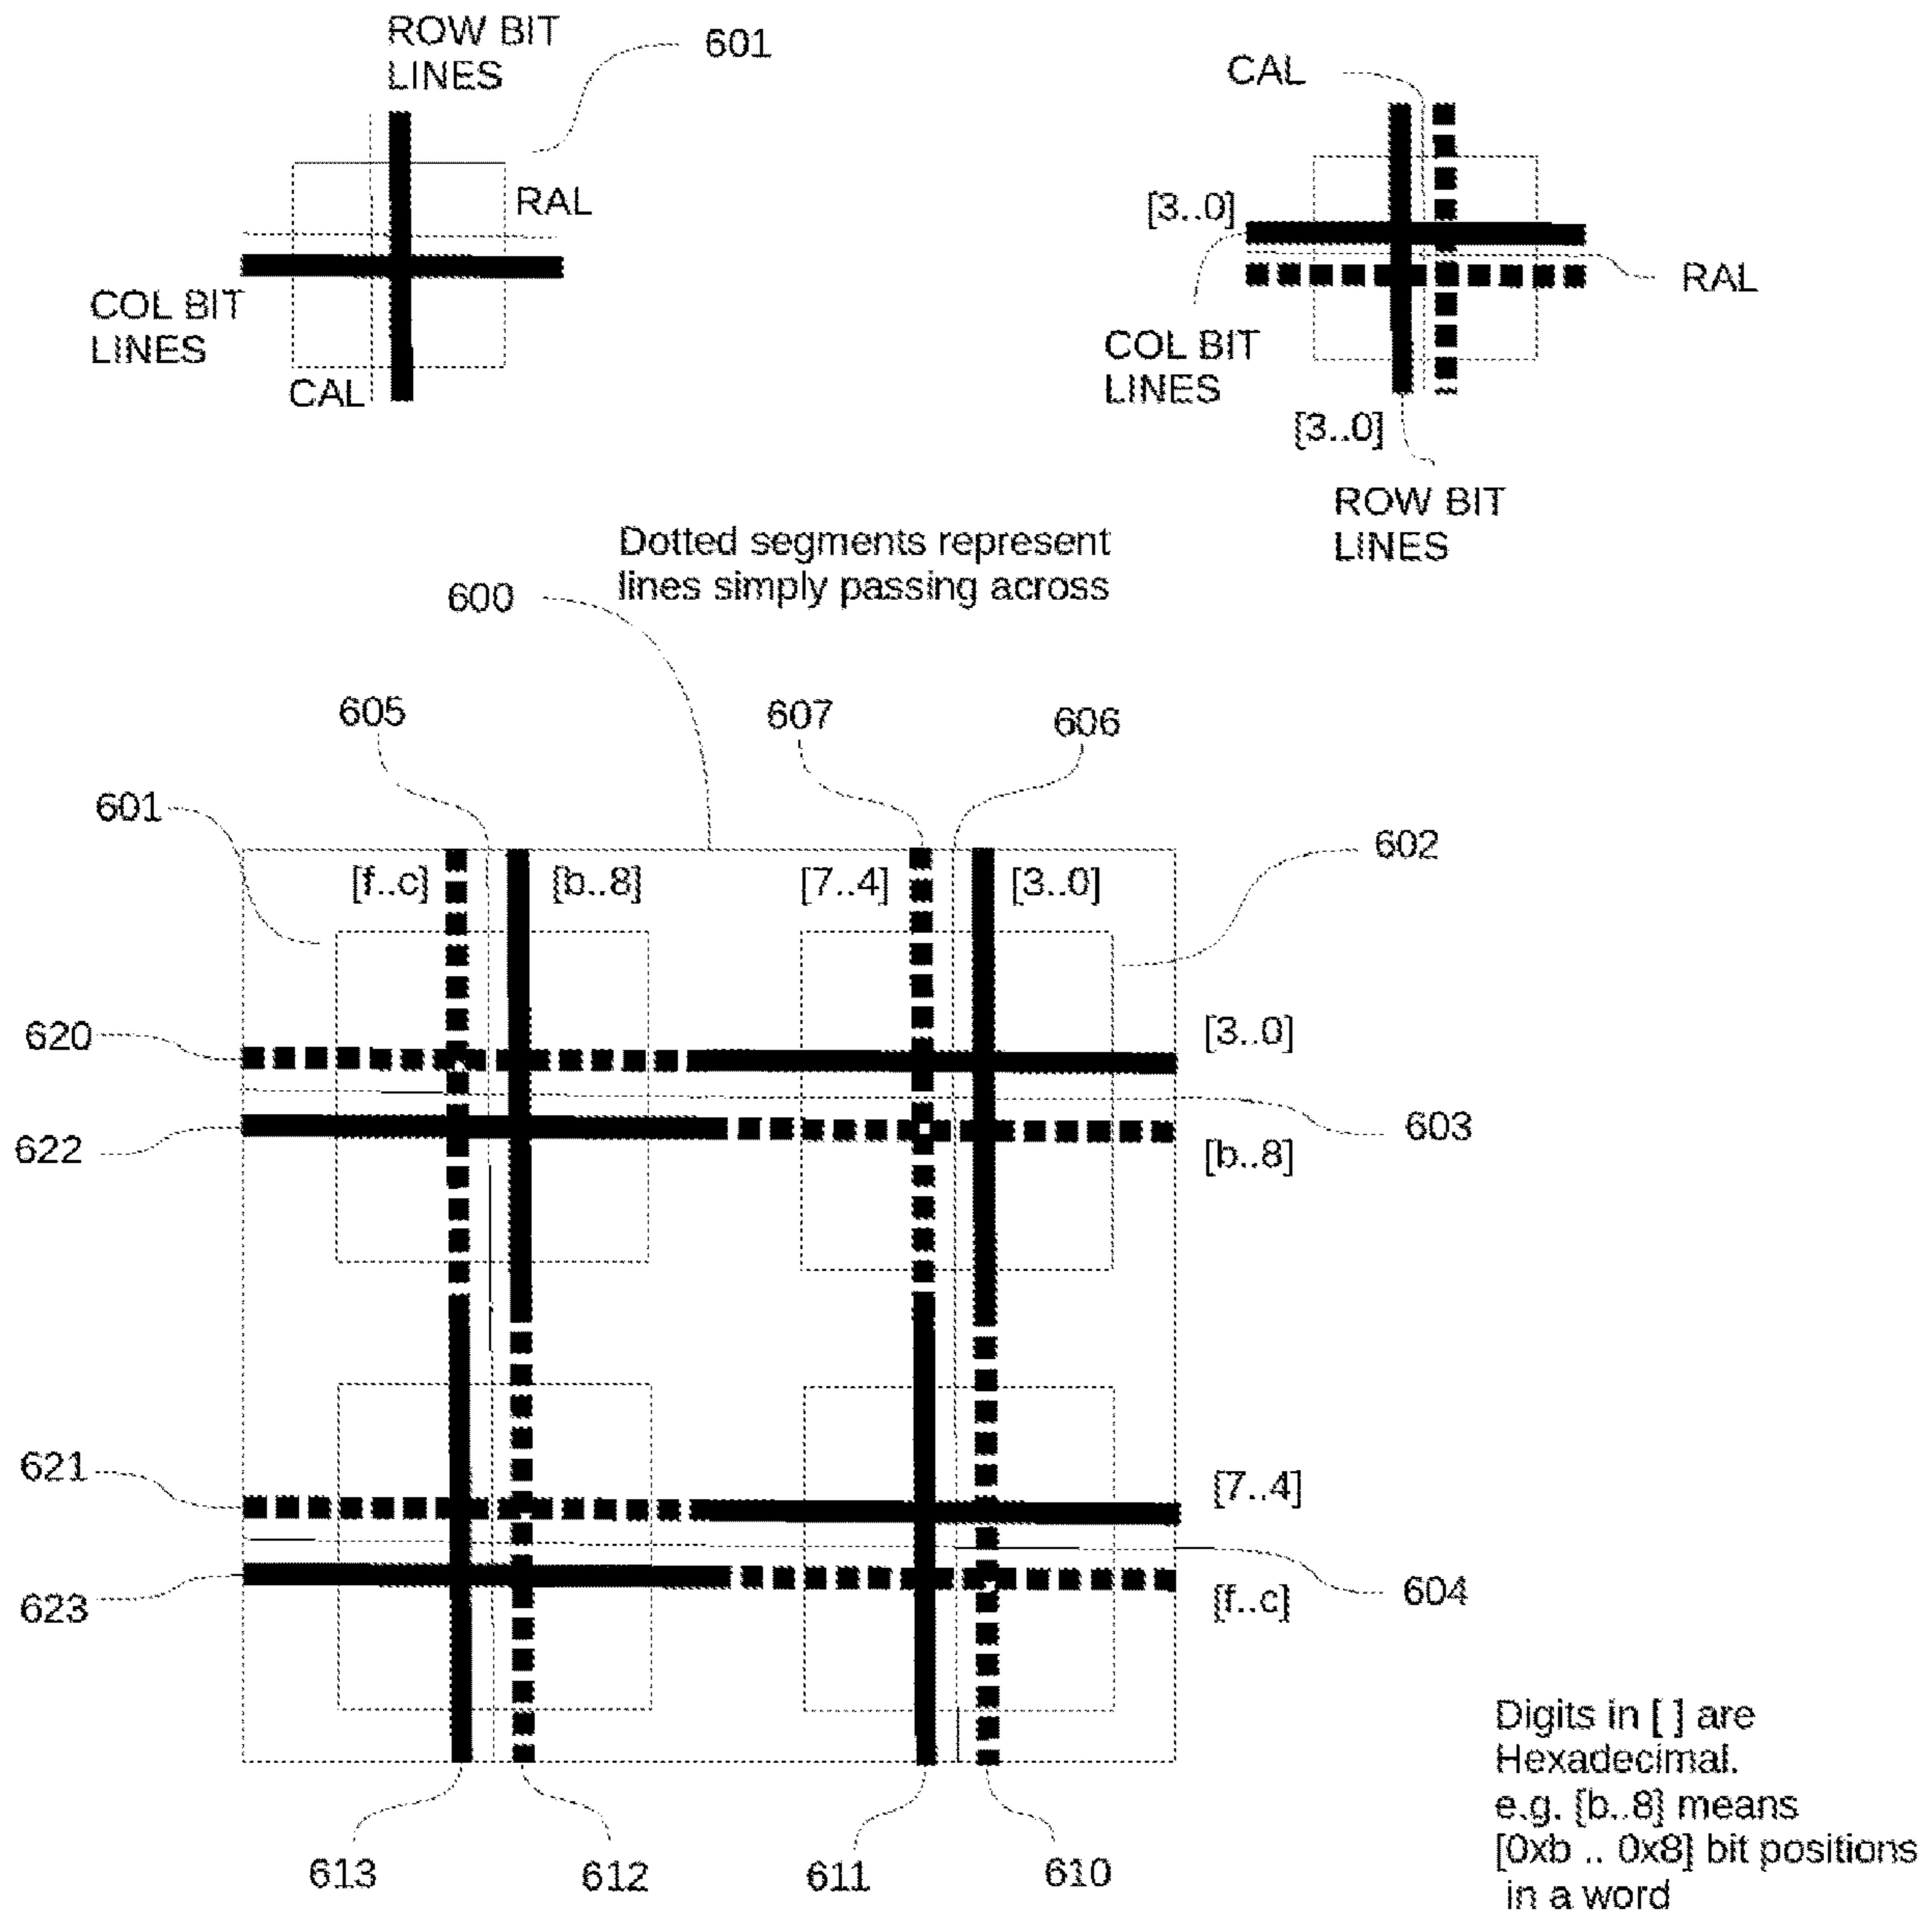 ROW BIT
LINES
601
CAL
RAL
[3..0]
COL BIT
LINES
CAL
RAL
COL BIT
LINES
[3..0]
ROW BIT
LINES
Dotted segments represent
lines simply passing across
600
605
607
606
601
602
[f..c]
[b..8]
[7..4]
[3..0]
620
[3..0]
622
603
[b..8]
621
[7..4]
623
604
[f..c]
613
612
611
610
Digits in [ ] are
Hexadecimal.
e.g. [b..8] means
[0xb .. 0x8] bit positions
in a word